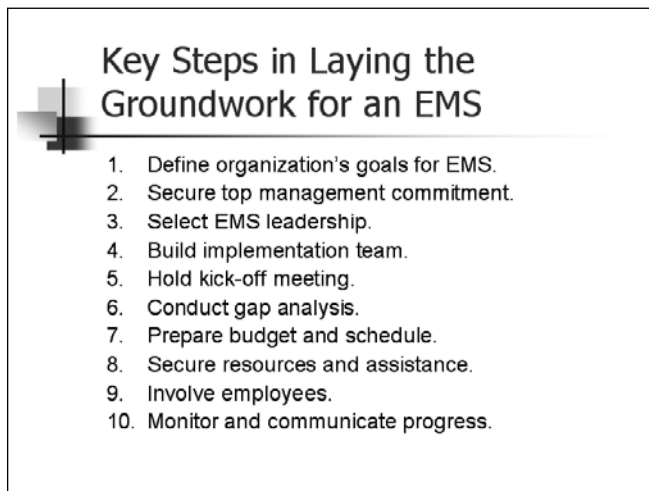 Key Steps in Laying the
Groundwork for an EMS
1. Define organization's goals for EMS.
2. Secure top management commitment.
3. Select EMS leadership.
4. Build implementation team.
5. Hold kick-off meeting.
6. Conduct gap analysis.
7. Prepare budget and schedule.
8. Secure resources and assistance.
9. Involve employees.
10. Monitor and communicate progress.